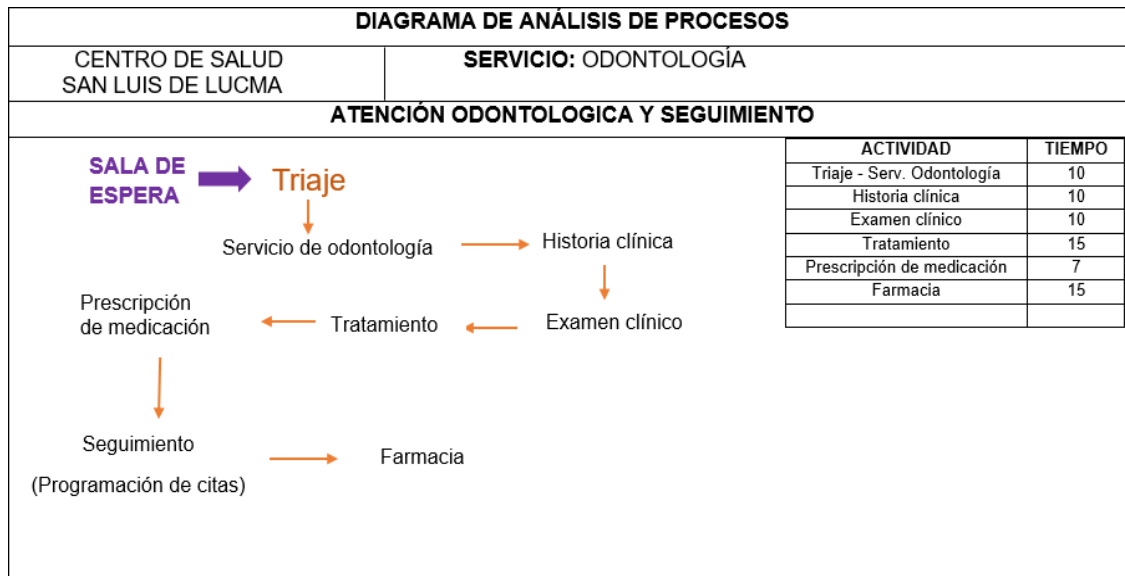 DIAGRAMA DE ANÁLISIS DE PROCESOS
CENTRO DE SALUD
SAN LUIS DE LUCMA
SERVICIO: ODONTOLOGÍA
ATENCIÓN ODONTOLOGICA Y SEGUIMIENTO
SALA DE
ESPERA
Triaje
Servicio de odontología
Historia clínica
Examen clínico
Tratamiento
Prescripción
de medicación
Seguimiento
(Programación de citas)
Farmacia
ACTIVIDAD TIEMPO
Triaje - Serv. Odontología 10
Historia clínica 10
Examen clínico 10
Tratamiento 15
Prescripción de medicación 7
Farmacia 15